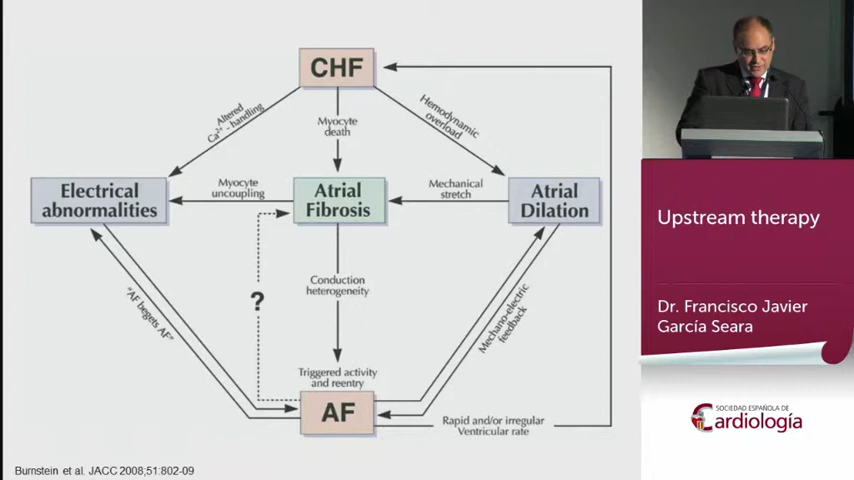 CHF
Altered
Ca²⁺ - handling
Myocyte
death
Hemodynamic
overload
Electrical
abnormalities
Myocyte
uncoupling
Atrial
Fibrosis
Mechanical
stretch
Atrial
Dilation
?
Conduction
heterogeneity
"AF begets AF"
Mechano-electric
feedback
Triggered activity
and reentry
AF
Rapid and/or irregular
Ventricular rate
Burnstein et al. JACC 2008;51:802-09
Upstream therapy
Dr. Francisco Javier
García Seara
SOCIEDAD ESPAÑOLA DE
Cardiología